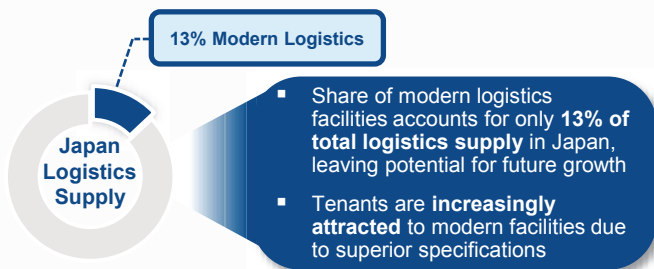 13% Modern Logistics
Japan
Logistics
Supply
▪ Share of modern logistics
facilities accounts for only 13% of
total logistics supply in Japan,
leaving potential for future growth
▪ Tenants are increasingly
attracted to modern facilities due
to superior specifications